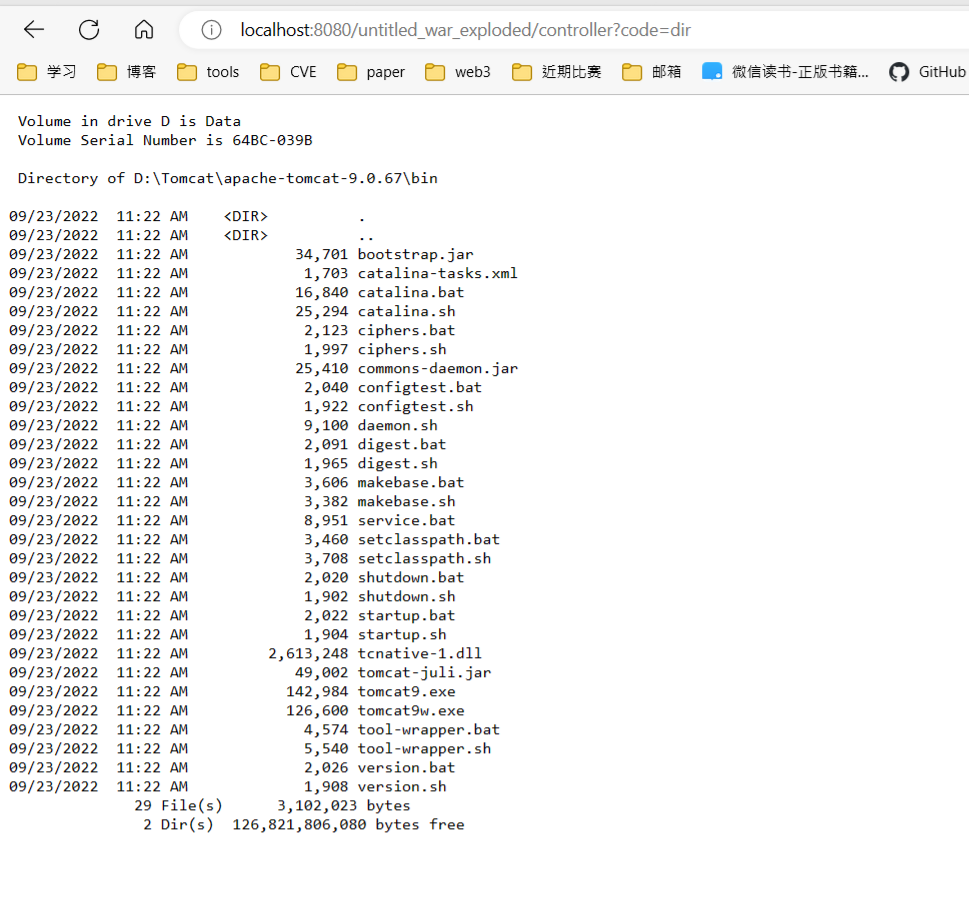 localhost:8080/untitled_war_exploded/controller?code=dir
学习 博客 tools CVE paper web3 近期比赛 邮箱 微信读书-正版书籍... GitHub
Volume in drive D is Data
Volume Serial Number is 64BC-039B
Directory of D:\Tomcat\apache-tomcat-9.0.67\bin
09/23/2022  11:22 AM    <DIR>          .
09/23/2022  11:22 AM    <DIR>          ..
09/23/2022  11:22 AM            34,701 bootstrap.jar
09/23/2022  11:22 AM             1,703 catalina-tasks.xml
09/23/2022  11:22 AM            16,840 catalina.bat
09/23/2022  11:22 AM            25,294 catalina.sh
09/23/2022  11:22 AM             2,123 ciphers.bat
09/23/2022  11:22 AM             1,997 ciphers.sh
09/23/2022  11:22 AM            25,410 commons-daemon.jar
09/23/2022  11:22 AM             2,040 configtest.bat
09/23/2022  11:22 AM             1,922 configtest.sh
09/23/2022  11:22 AM             9,100 daemon.sh
09/23/2022  11:22 AM             2,091 digest.bat
09/23/2022  11:22 AM             1,965 digest.sh
09/23/2022  11:22 AM             3,606 makebase.bat
09/23/2022  11:22 AM             3,382 makebase.sh
09/23/2022  11:22 AM             8,951 service.bat
09/23/2022  11:22 AM             3,460 setclasspath.bat
09/23/2022  11:22 AM             3,708 setclasspath.sh
09/23/2022  11:22 AM             2,020 shutdown.bat
09/23/2022  11:22 AM             1,902 shutdown.sh
09/23/2022  11:22 AM             2,022 startup.bat
09/23/2022  11:22 AM             1,904 startup.sh
09/23/2022  11:22 AM         2,613,248 tcnative-1.dll
09/23/2022  11:22 AM            49,002 tomcat-juli.jar
09/23/2022  11:22 AM           142,984 tomcat9.exe
09/23/2022  11:22 AM           126,600 tomcat9w.exe
09/23/2022  11:22 AM             4,574 tool-wrapper.bat
09/23/2022  11:22 AM             5,540 tool-wrapper.sh
09/23/2022  11:22 AM             2,026 version.bat
09/23/2022  11:22 AM             1,908 version.sh
29 File(s)      3,102,023 bytes
2 Dir(s)  126,821,806,080 bytes free